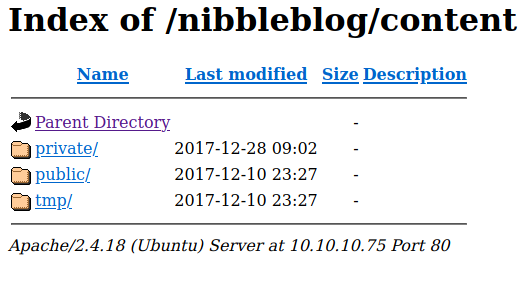 Index of /nibbleblog/content
Name Last modified Size Description
Parent Directory -
private/ 2017-12-28 09:02 -
public/ 2017-12-10 23:27 -
tmp/ 2017-12-10 23:27 -
Apache/2.4.18 (Ubuntu) Server at 10.10.10.75 Port 80